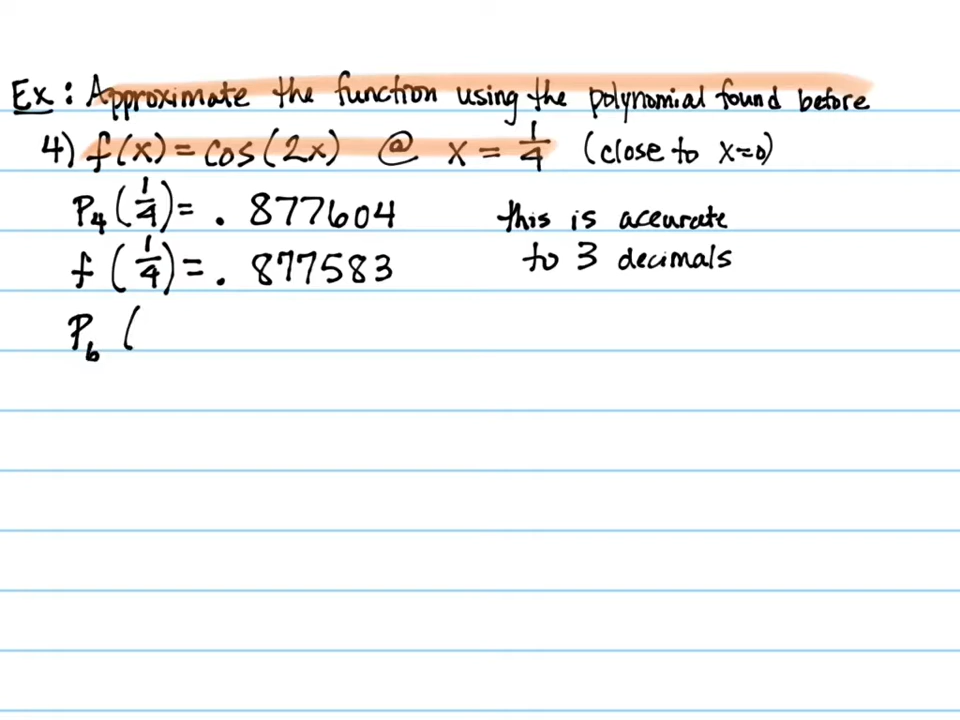 Ex: Approximate the function using the polynomial found before
4) f(x) = cos(2x) @ x = 1/4 (close to x=0)
P₄(1/4) = .877604 this is accurate
f(1/4) = .877583 to 3 decimals
P₆(